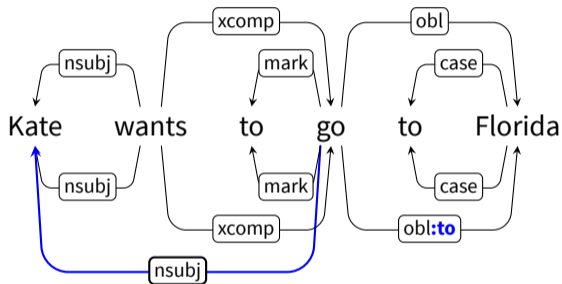 xcomp obl
nsubj mark case
Kate wants to go to Florida
nsubj mark case
xcomp obl:to
nsubj